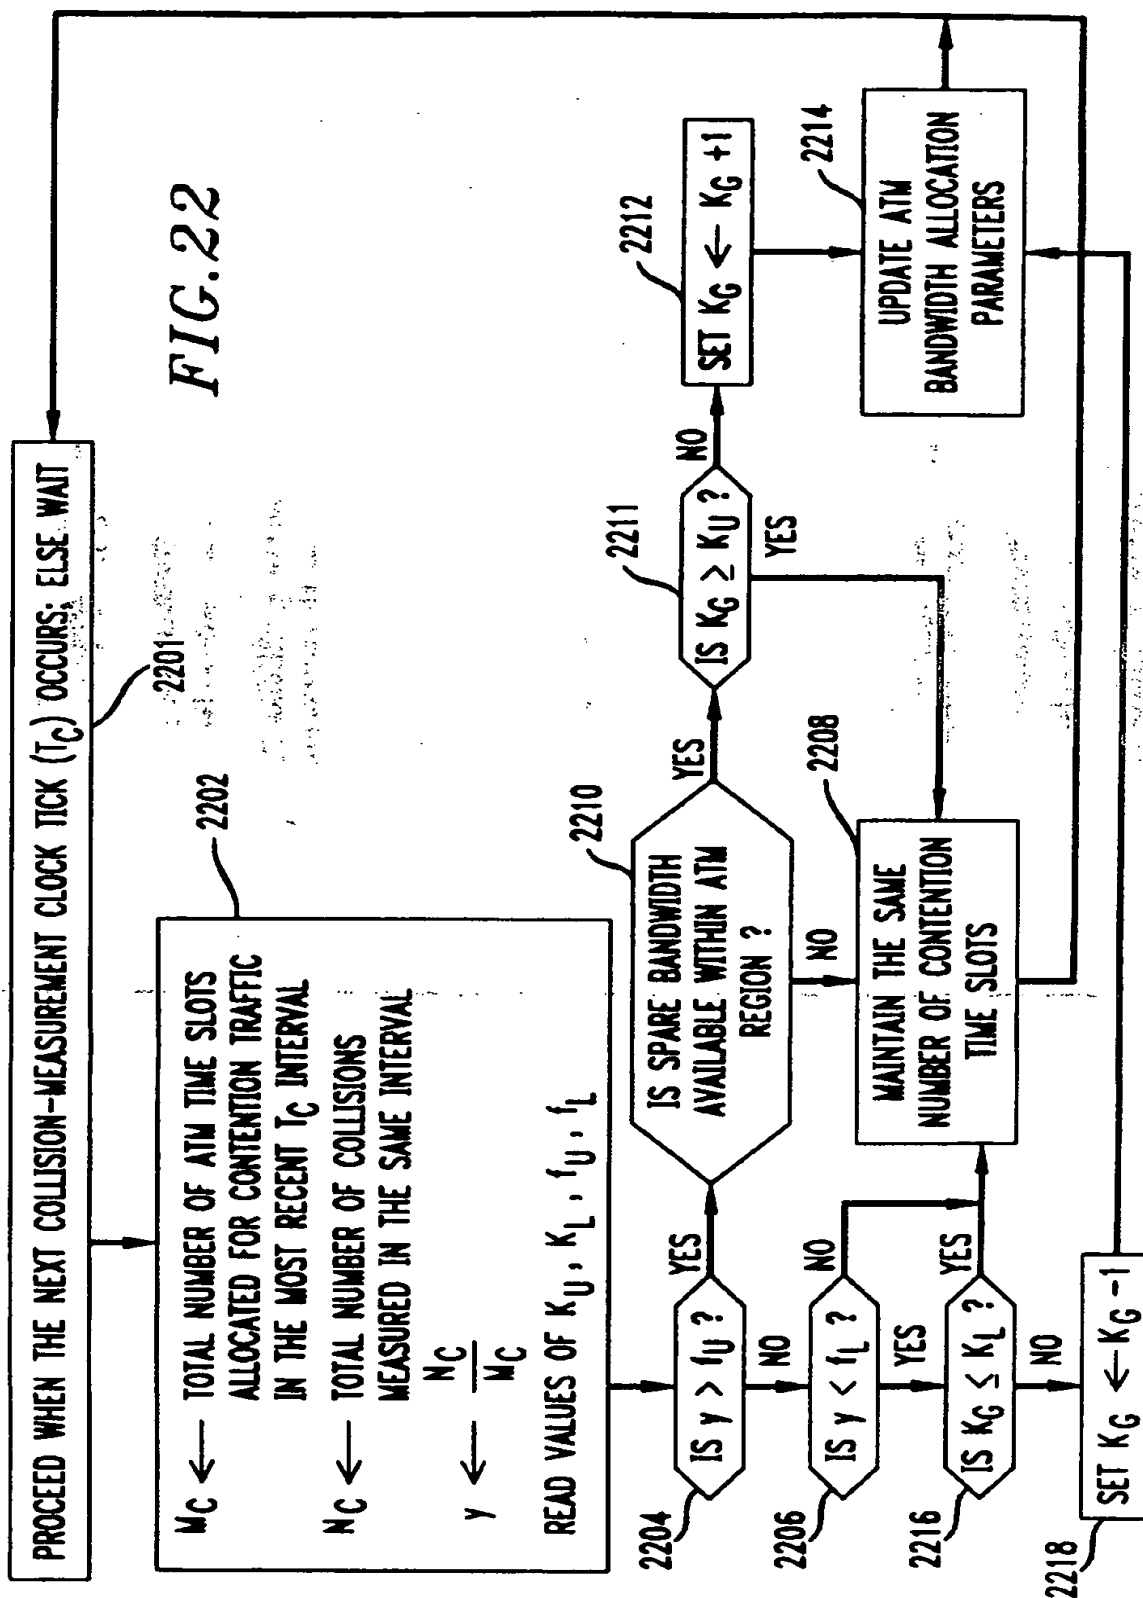 FIG.22
PROCEED WHEN THE NEXT COLLISION-MEASUREMENT CLOCK TICK (T_C) OCCURS; ELSE WAIT
2201
2202
M_C ← TOTAL NUMBER OF ATM TIME SLOTS
ALLOCATED FOR CONTENTION TRAFFIC
IN THE MOST RECENT T_C INTERVAL
N_C ← TOTAL NUMBER OF COLLISIONS
MEASURED IN THE SAME INTERVAL
y ← N_C / M_C
READ VALUES OF K_U, K_L, f_U, f_L
2204
IS y > f_U ?
YES
NO
2210
IS SPARE BANDWIDTH
AVAILABLE WITHIN ATM
REGION ?
YES
NO
2211
IS K_G ≥ K_U ?
NO
YES
2212
SET K_G ← K_G +1
2206
IS y < f_L ?
NO
YES
2208
MAINTAIN THE SAME
NUMBER OF CONTENTION
TIME SLOTS
2214
UPDATE ATM
BANDWIDTH ALLOCATION
PARAMETERS
2216
IS K_G ≤ K_L ?
YES
NO
2218
SET K_G ← K_G -1